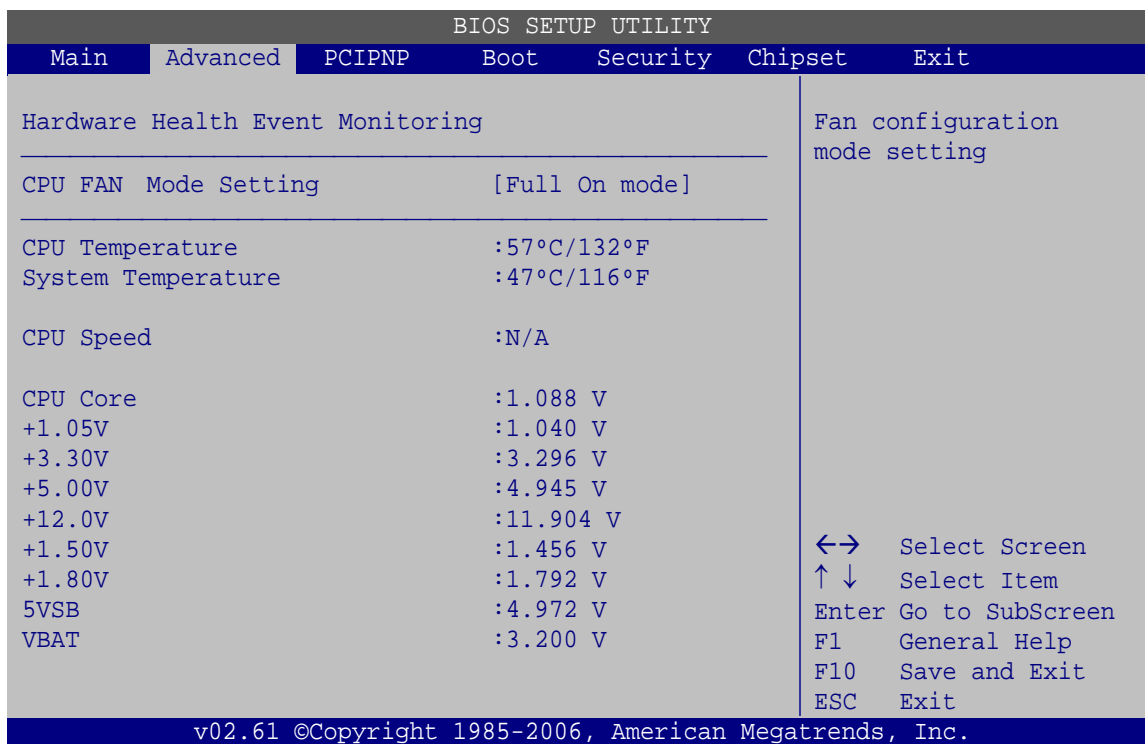 BIOS SETUP UTILITY
Main Advanced PCIPNP Boot Security Chipset Exit
Hardware Health Event Monitoring
CPU FAN Mode Setting [Full On mode]
CPU Temperature :57ºC/132ºF
System Temperature :47ºC/116ºF
CPU Speed :N/A
CPU Core :1.088 V
+1.05V :1.040 V
+3.30V :3.296 V
+5.00V :4.945 V
+12.0V :11.904 V
+1.50V :1.456 V
+1.80V :1.792 V
5VSB :4.972 V
VBAT :3.200 V
Fan configuration
mode setting
←→ Select Screen
↑ ↓ Select Item
Enter Go to SubScreen
F1 General Help
F10 Save and Exit
ESC Exit
v02.61 ©Copyright 1985-2006, American Megatrends, Inc.